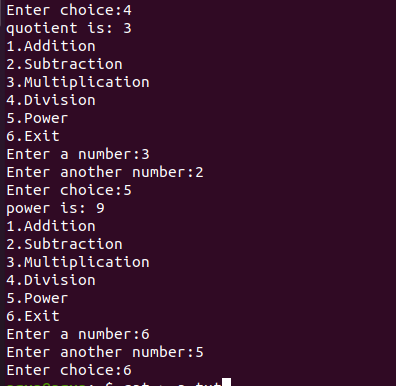 Enter choice:4
quotient is: 3
1.Addition
2.Subtraction
3.Multiplication
4.Division
5.Power
6.Exit
Enter a number:3
Enter another number:2
Enter choice:5
power is: 9
1.Addition
2.Subtraction
3.Multiplication
4.Division
5.Power
6.Exit
Enter a number:6
Enter another number:5
Enter choice:6